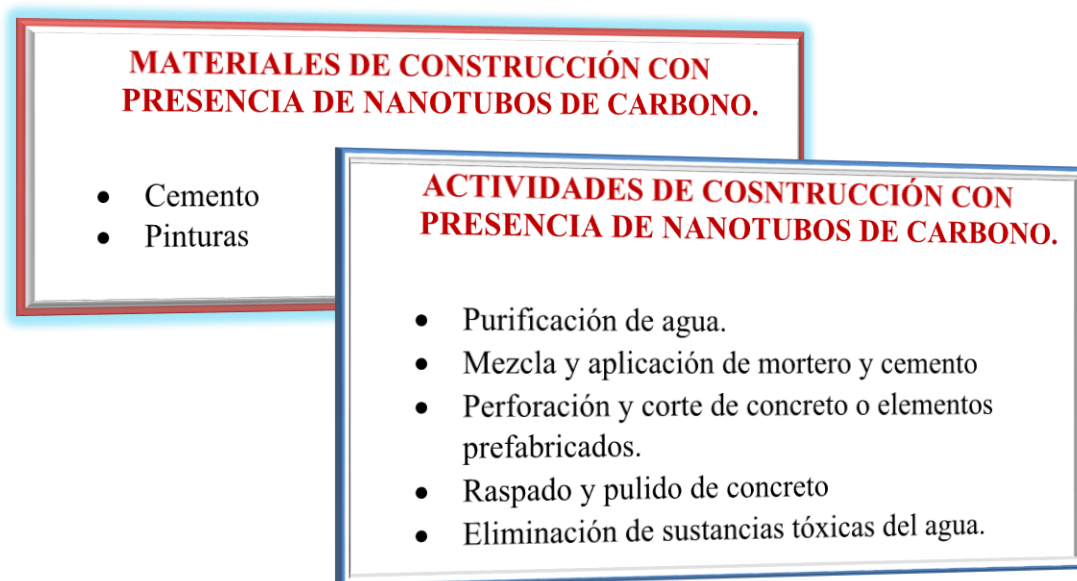 MATERIALES DE CONSTRUCCIÓN CON
PRESENCIA DE NANOTUBOS DE CARBONO.
• Cemento
• Pinturas
ACTIVIDADES DE COSNTRUCCIÓN CON
PRESENCIA DE NANOTUBOS DE CARBONO.
• Purificación de agua.
• Mezcla y aplicación de mortero y cemento
• Perforación y corte de concreto o elementos
prefabricados.
• Raspado y pulido de concreto
• Eliminación de sustancias tóxicas del agua.